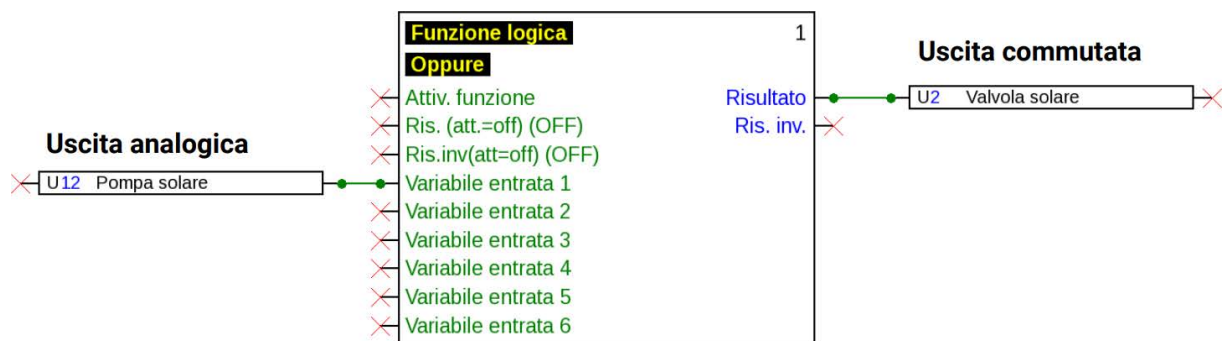 Funzione logica 1
Oppure
Uscita commutata
Attiv. funzione Risultato U2 Valvola solare
Ris. (att.=off) (OFF) Ris. inv.
Uscita analogica
Ris.inv(att=off) (OFF)
U12 Pompa solare Variabile entrata 1
Variabile entrata 2
Variabile entrata 3
Variabile entrata 4
Variabile entrata 5
Variabile entrata 6